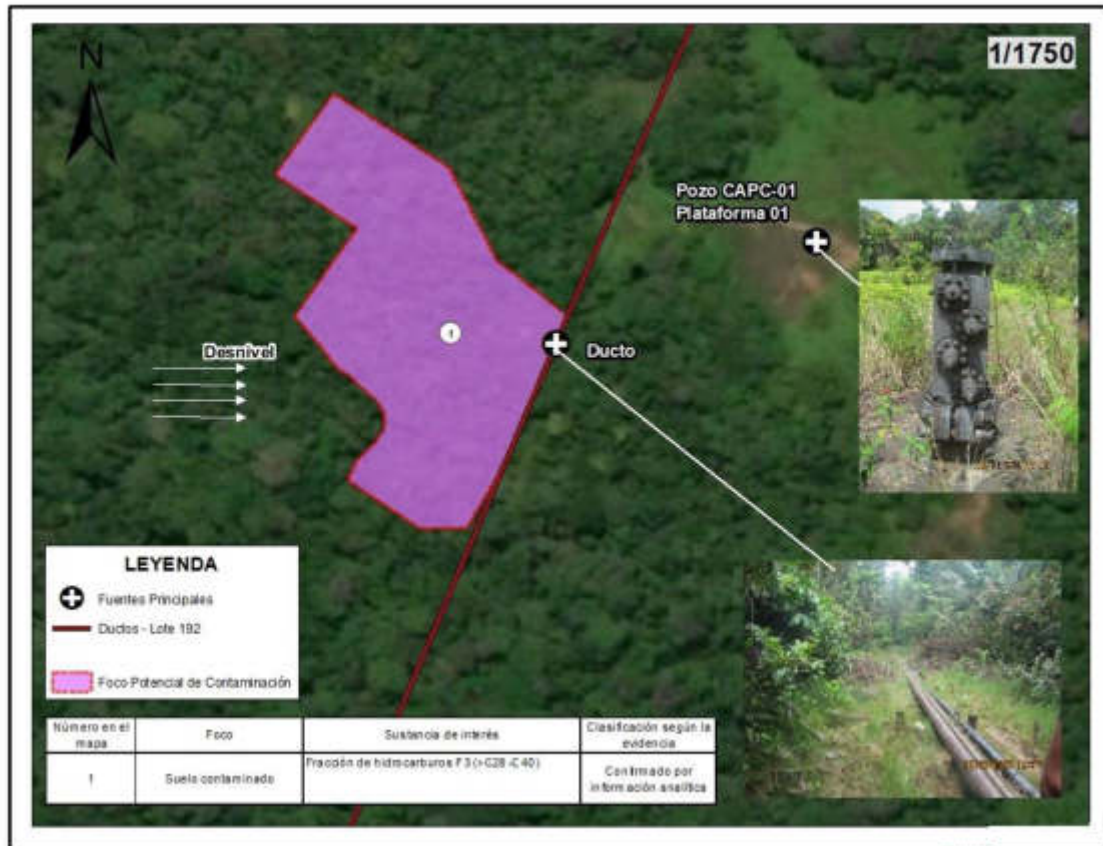 N
1/1750
Pozo CAPC-01
Plataforma 01
Desnivel
1
Ducto
LEYENDA
Fuentes Principales
Ductos - Lote 192
Foco Potencial de Contaminación
Número en el mapa
Foco
Sustancia de interés
Clasificación según la evidencia
1
Suelo contaminado
Fracción de hidrocarburos F3 (>C28-C40)
Confirmado por información analítica